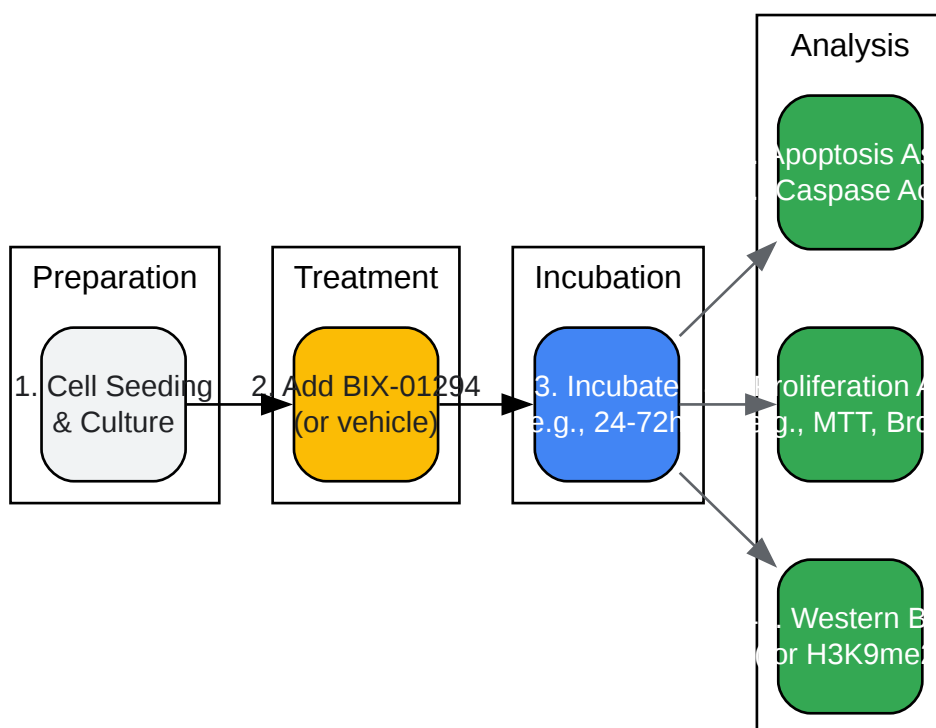 Analysis
Apoptosis
Caspase
Preparation
Treatment
Incubation
1. Cell Seeding
& Culture
2. Add BIX-01294
(or vehicle)
3. Incubate
e.g., 24-72h
Proliferation
MTT,
Western
H3K9me2